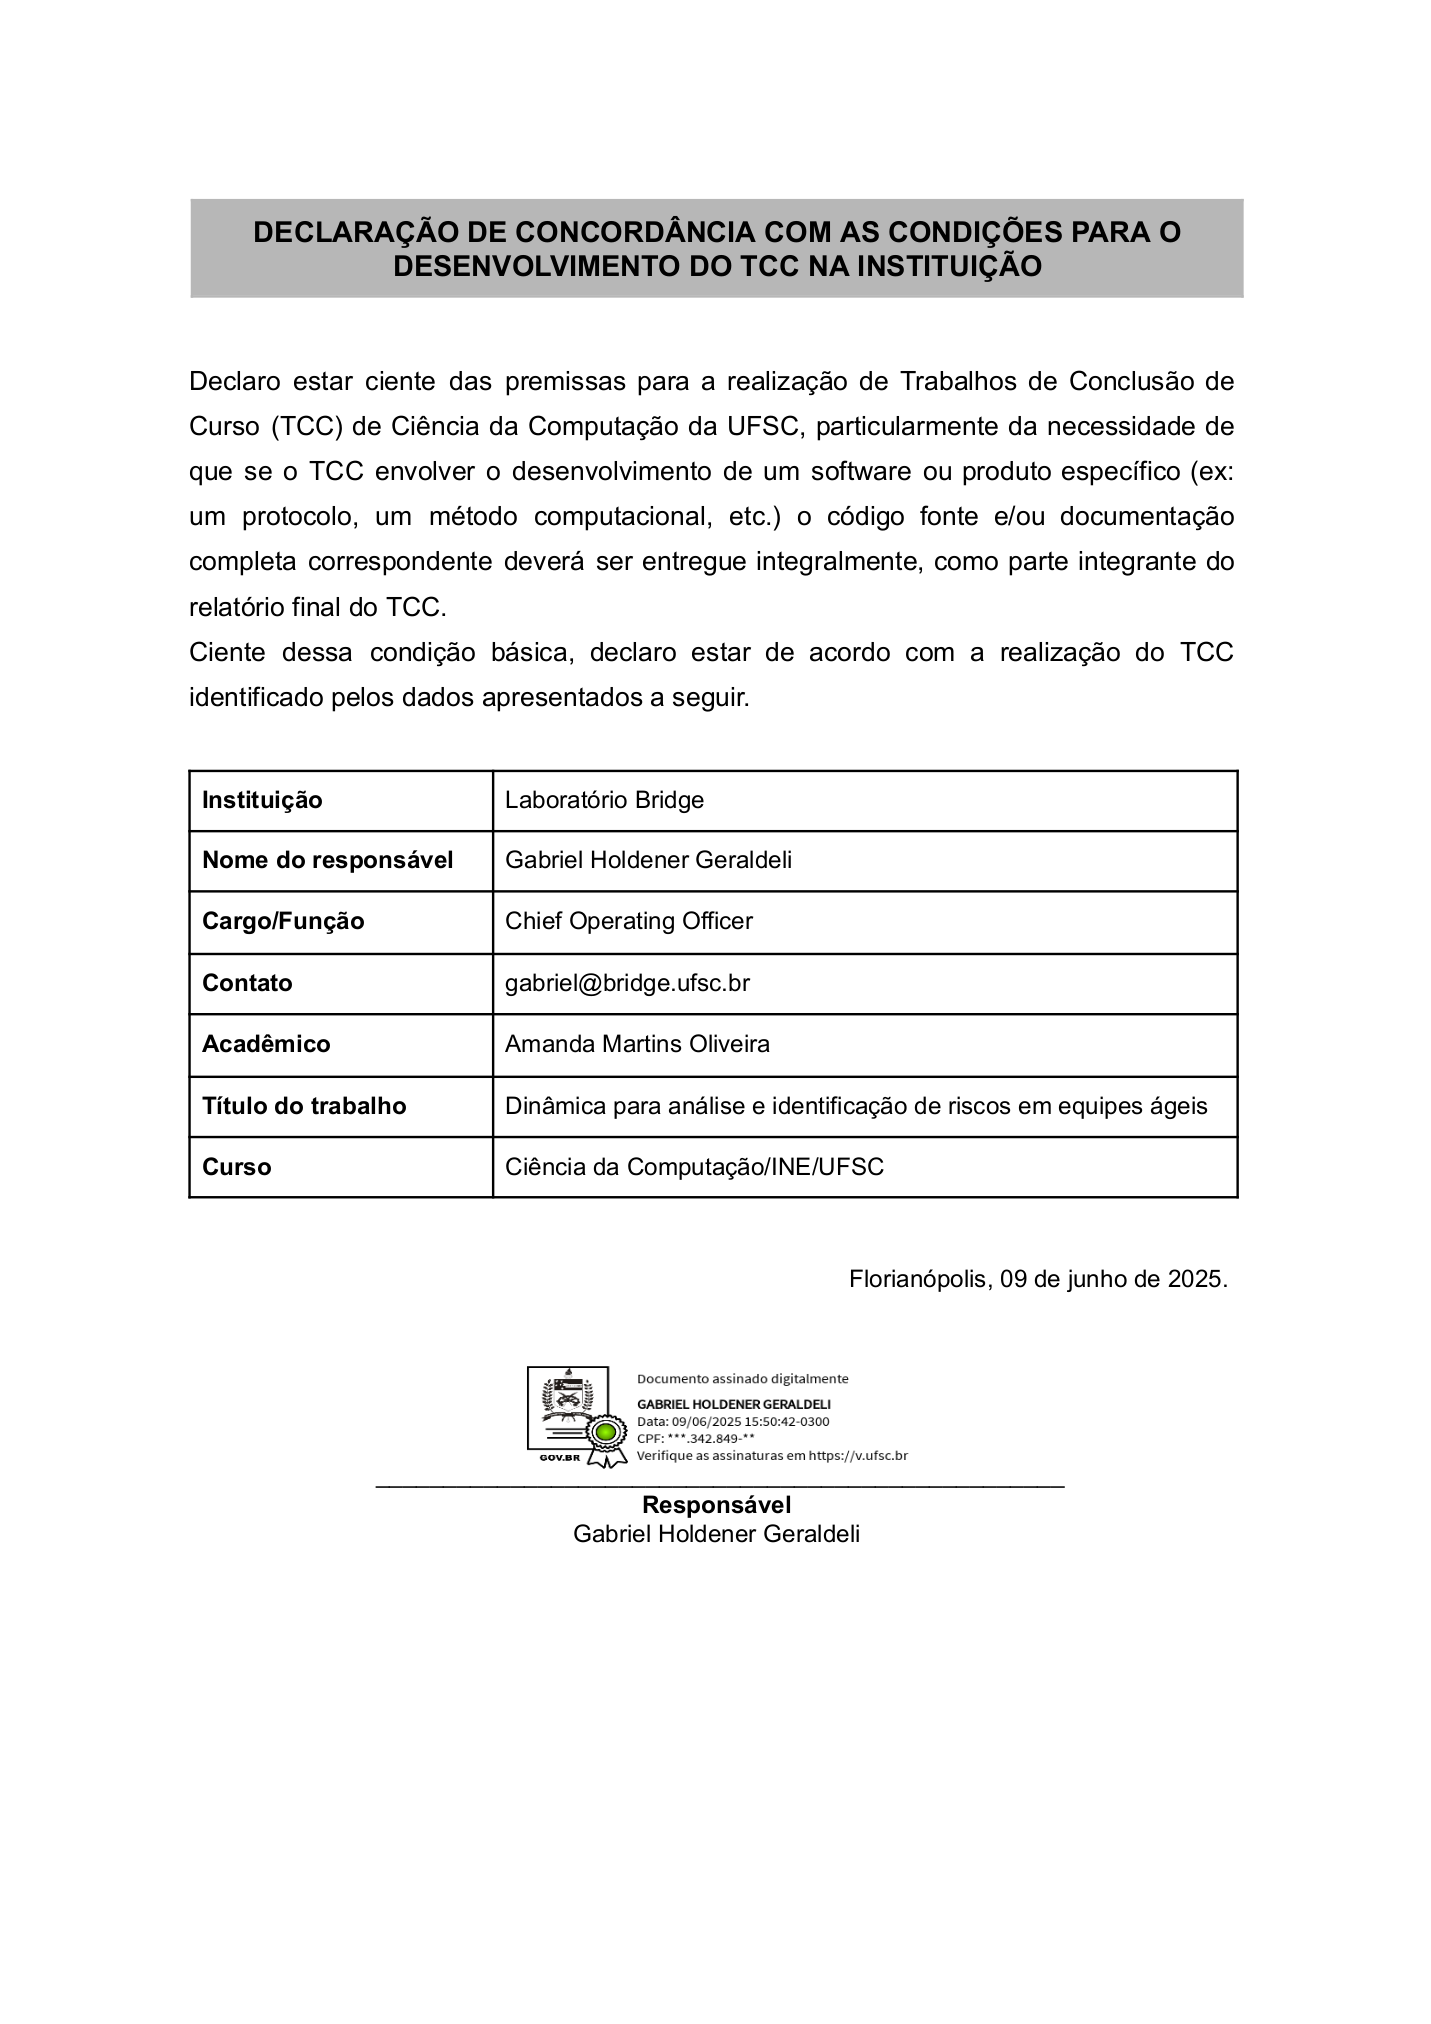 DECLARAÇÃO DE CONCORDÂNCIA COM AS CONDIÇÕES PARA O
DESENVOLVIMENTO DO TCC NA INSTITUIÇÃO
Declaro estar ciente das premissas para a realização de Trabalhos de Conclusão de
Curso (TCC) de Ciência da Computação da UFSC, particularmente da necessidade de
que se o TCC envolver o desenvolvimento de um software ou produto específico (ex:
um protocolo, um método computacional, etc.) o código fonte e/ou documentação
completa correspondente deverá ser entregue integralmente, como parte integrante do
relatório final do TCC.
Ciente dessa condição básica, declaro estar de acordo com a realização do TCC
identificado pelos dados apresentados a seguir.
Instituição Laboratório Bridge
Nome do responsável Gabriel Holdener Geraldeli
Cargo/Função Chief Operating Officer
Contato gabriel@bridge.ufsc.br
Acadêmico Amanda Martins Oliveira
Título do trabalho Dinâmica para análise e identificação de riscos em equipes ágeis
Curso Ciência da Computação/INE/UFSC
Florianópolis, 09 de junho de 2025.
Documento assinado digitalmente
GABRIEL HOLDENER GERALDELI
Data: 09/06/2025 15:50:42-0300
CPF: ***.342.849-**
Verifique as assinaturas em https://v.ufsc.br
GOV.BR
Responsável
Gabriel Holdener Geraldeli